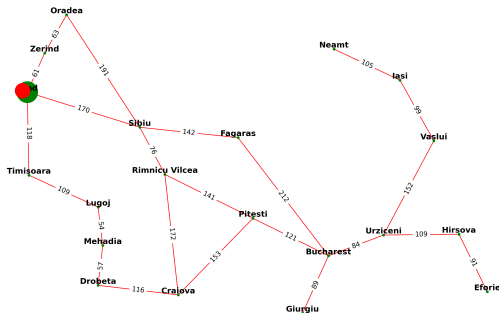 Oradea
63
Zerind
61
191
Neamt
105
Iasi
99
170
Sibiu
142
Fagaras
Vaslui
118
76
Timisoara
Rimnicu Vilcea
109
141
212
152
Lugoj
Pitesti
54
172
121
Urziceni
109
Hirsova
Mehadia
84
57
153
Bucharest
91
Drobeta
116
Craiova
89
Eforie
Giurgiu